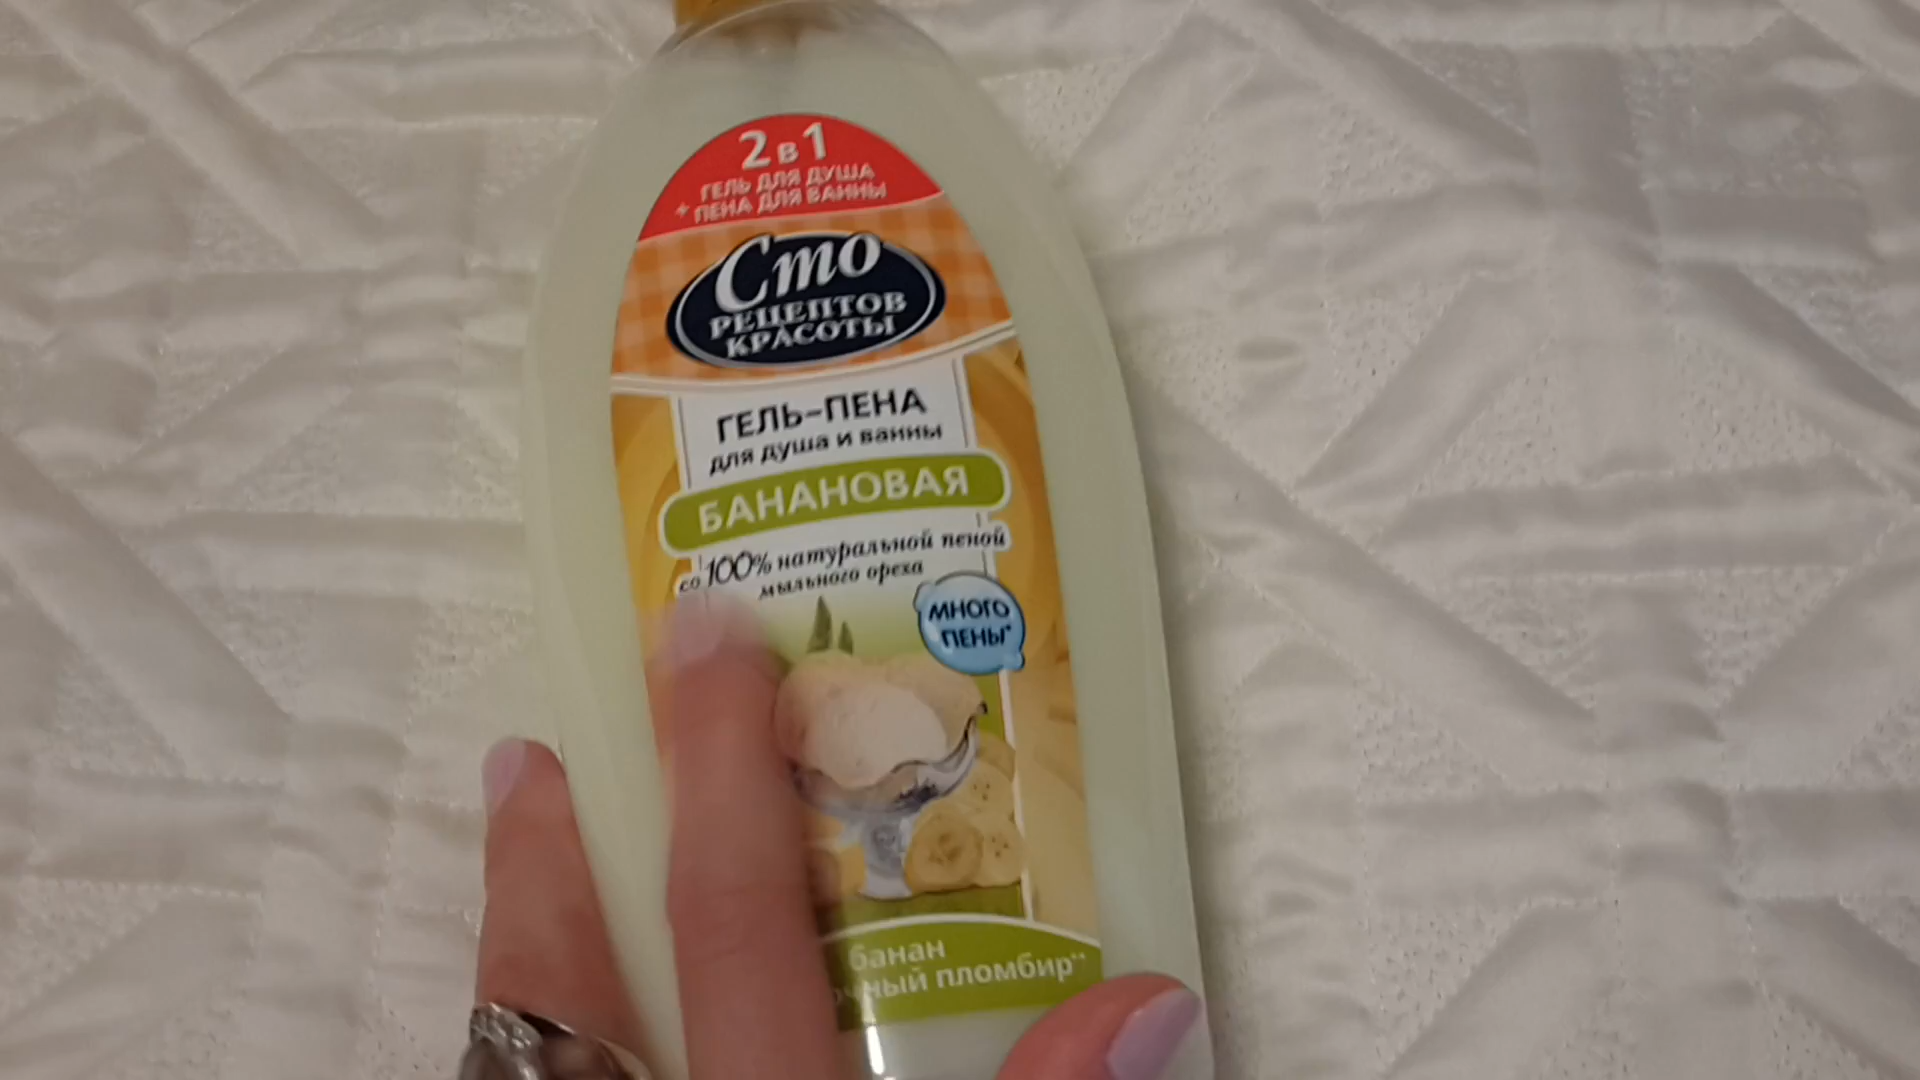 2 в 1
ГЕЛЬ ДЛЯ ДУША
+ ПЕНА ДЛЯ ВАННЫ
Сто
РЕЦЕПТОВ
КРАСОТЫ
ГЕЛЬ-ПЕНА
для душа и ванны
БАНАНОВАЯ
со 100% натуральной пеной
мыльного ореха
МНОГО
ПЕНЫ*
банан
пломбир**